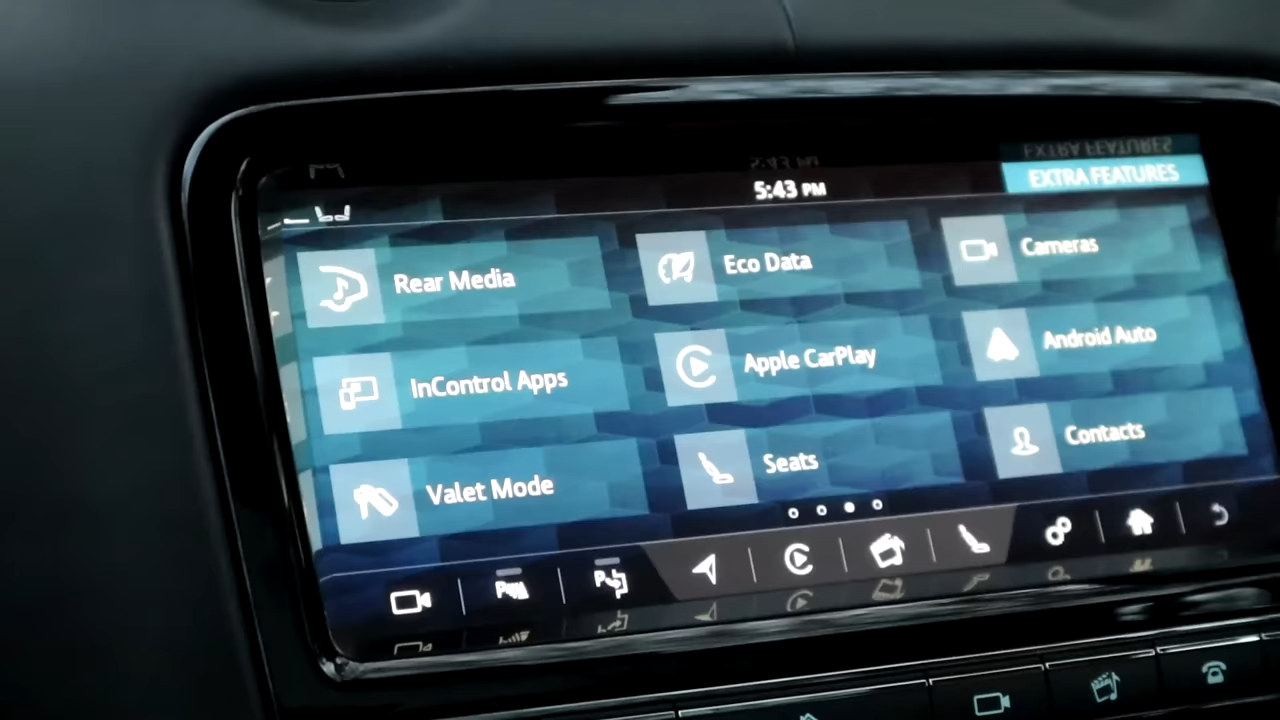 5:43 PM
EXTRA FEATURES
Rear Media
Eco Data
Cameras
InControl Apps
Apple CarPlay
Android Auto
Valet Mode
Seats
Contacts
P
P